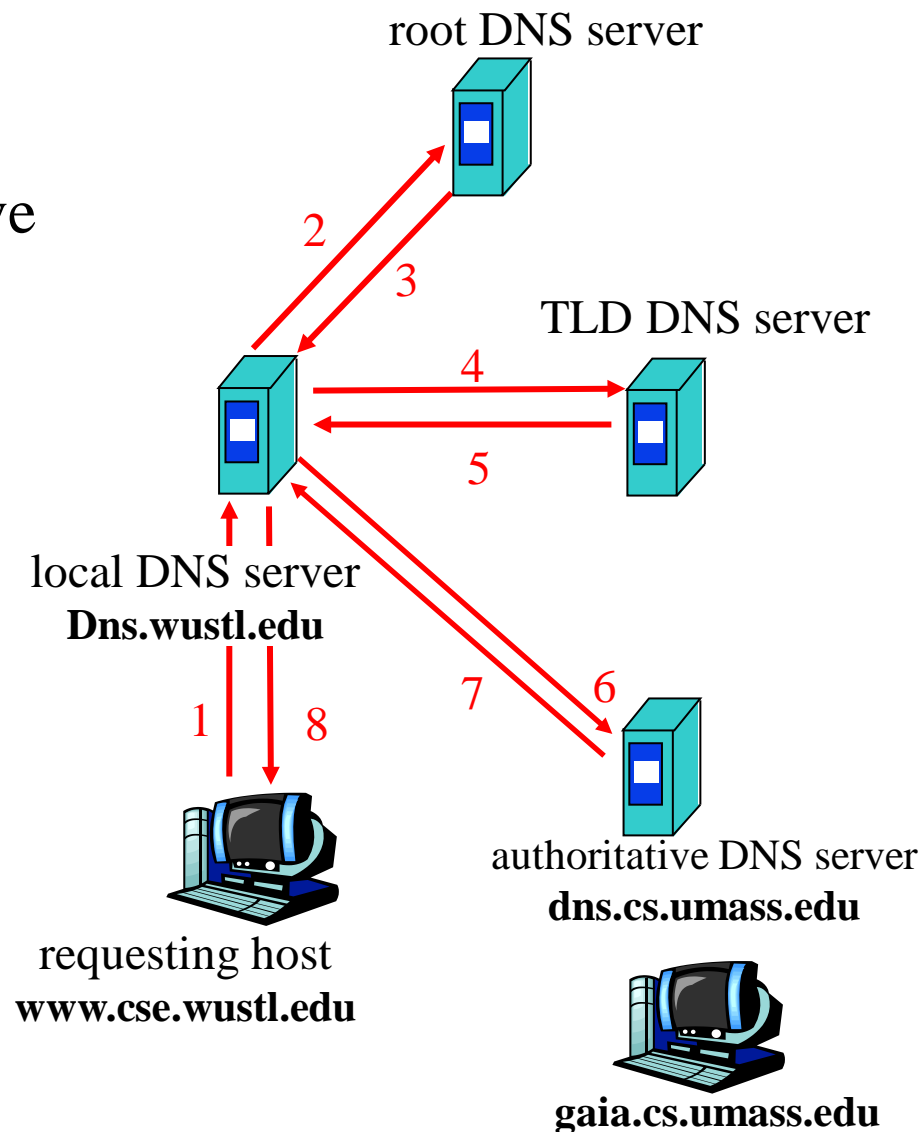 root DNS server
ve
2
3
TLD DNS server
4
5
local DNS server
Dns.wustl.edu
1
8
7
6
authoritative DNS server
dns.cs.umass.edu
requesting host
www.cse.wustl.edu
gaia.cs.umass.edu